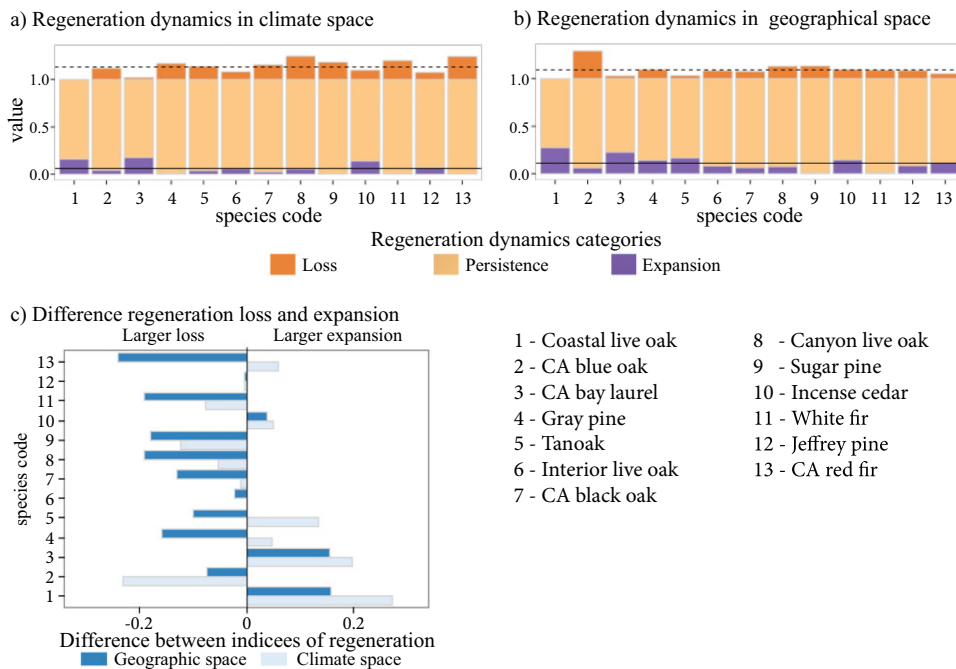 a) Regeneration dynamics in climate space
b) Regeneration dynamics in geographical space
value
1.0
0.5
0.0
1 2 3 4 5 6 7 8 9 10 11 12 13
species code
1.0
0.5
0.0
1 2 3 4 5 6 7 8 9 10 11 12 13
species code
Regeneration dynamics categories
Loss Persistence Expansion
c) Difference regeneration loss and expansion
Larger loss Larger expansion
species code
13
12
11
10
9
8
7
6
5
4
3
2
1
-0.2 0 0.2
Difference between indicees of regeneration
Geographic space Climate space
1 - Coastal live oak
2 - CA blue oak
3 - CA bay laurel
4 - Gray pine
5 - Tanoak
6 - Interior live oak
7 - CA black oak
8 - Canyon live oak
9 - Sugar pine
10 - Incense cedar
11 - White fir
12 - Jeffrey pine
13 - CA red fir